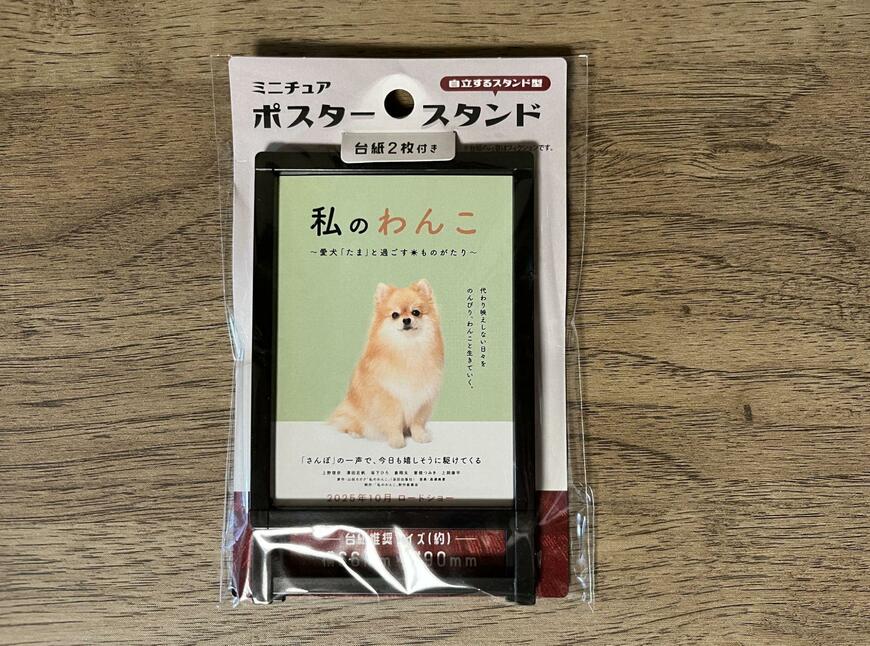 ミニチュア
自立するスタンド型
ポスタースタンド
台紙2枚付き
私のわんこ
～愛犬「たま」と過ごす☀ものがたり～
代わり映えしない日々を
のんびり、わんこと生きていく。
「さんぽ」の一声で、今日も嬉しそうに駆けてくる
2025年10月 ロードショー
台紙推奨サイズ(約)
90mm